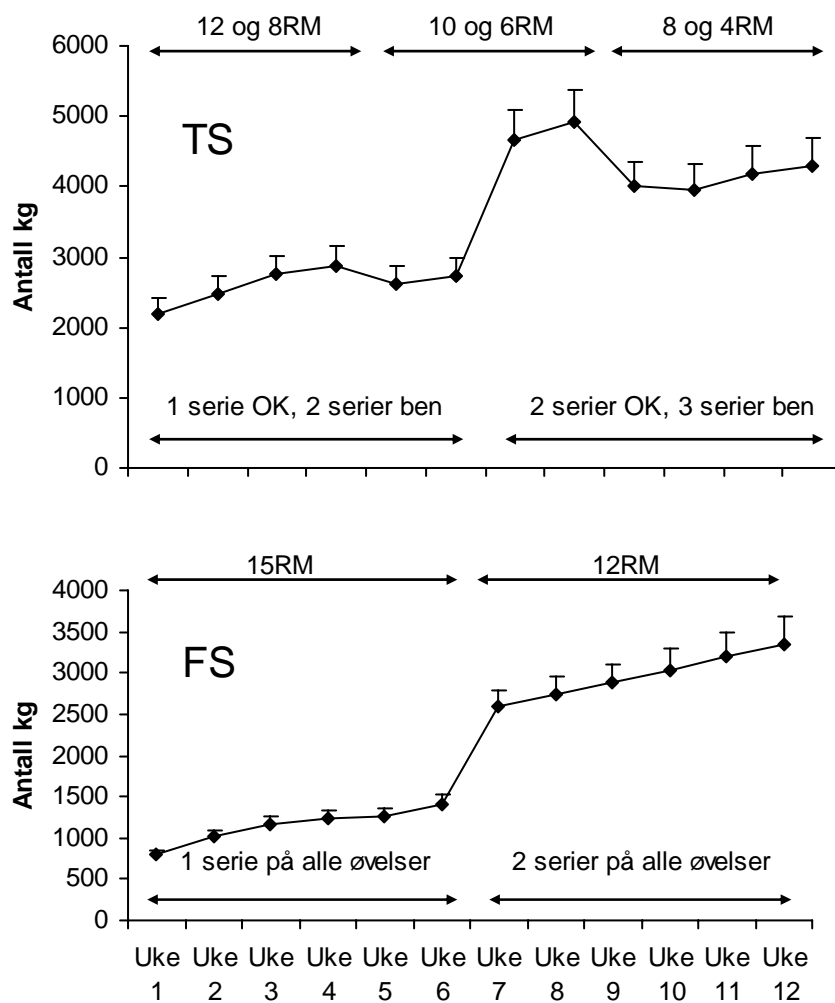 12 og 8RM 10 og 6RM 8 og 4RM
6000
5000
4000
3000
2000
1000
0
Antall kg
TS
1 serie OK, 2 serier ben 2 serier OK, 3 serier ben
15RM 12RM
4000
3500
3000
2500
2000
1500
1000
500
0
Antall kg
FS
1 serie på alle øvelser 2 serier på alle øvelser
Uke Uke Uke Uke Uke Uke Uke Uke Uke Uke Uke Uke
1 2 3 4 5 6 7 8 9 10 11 12